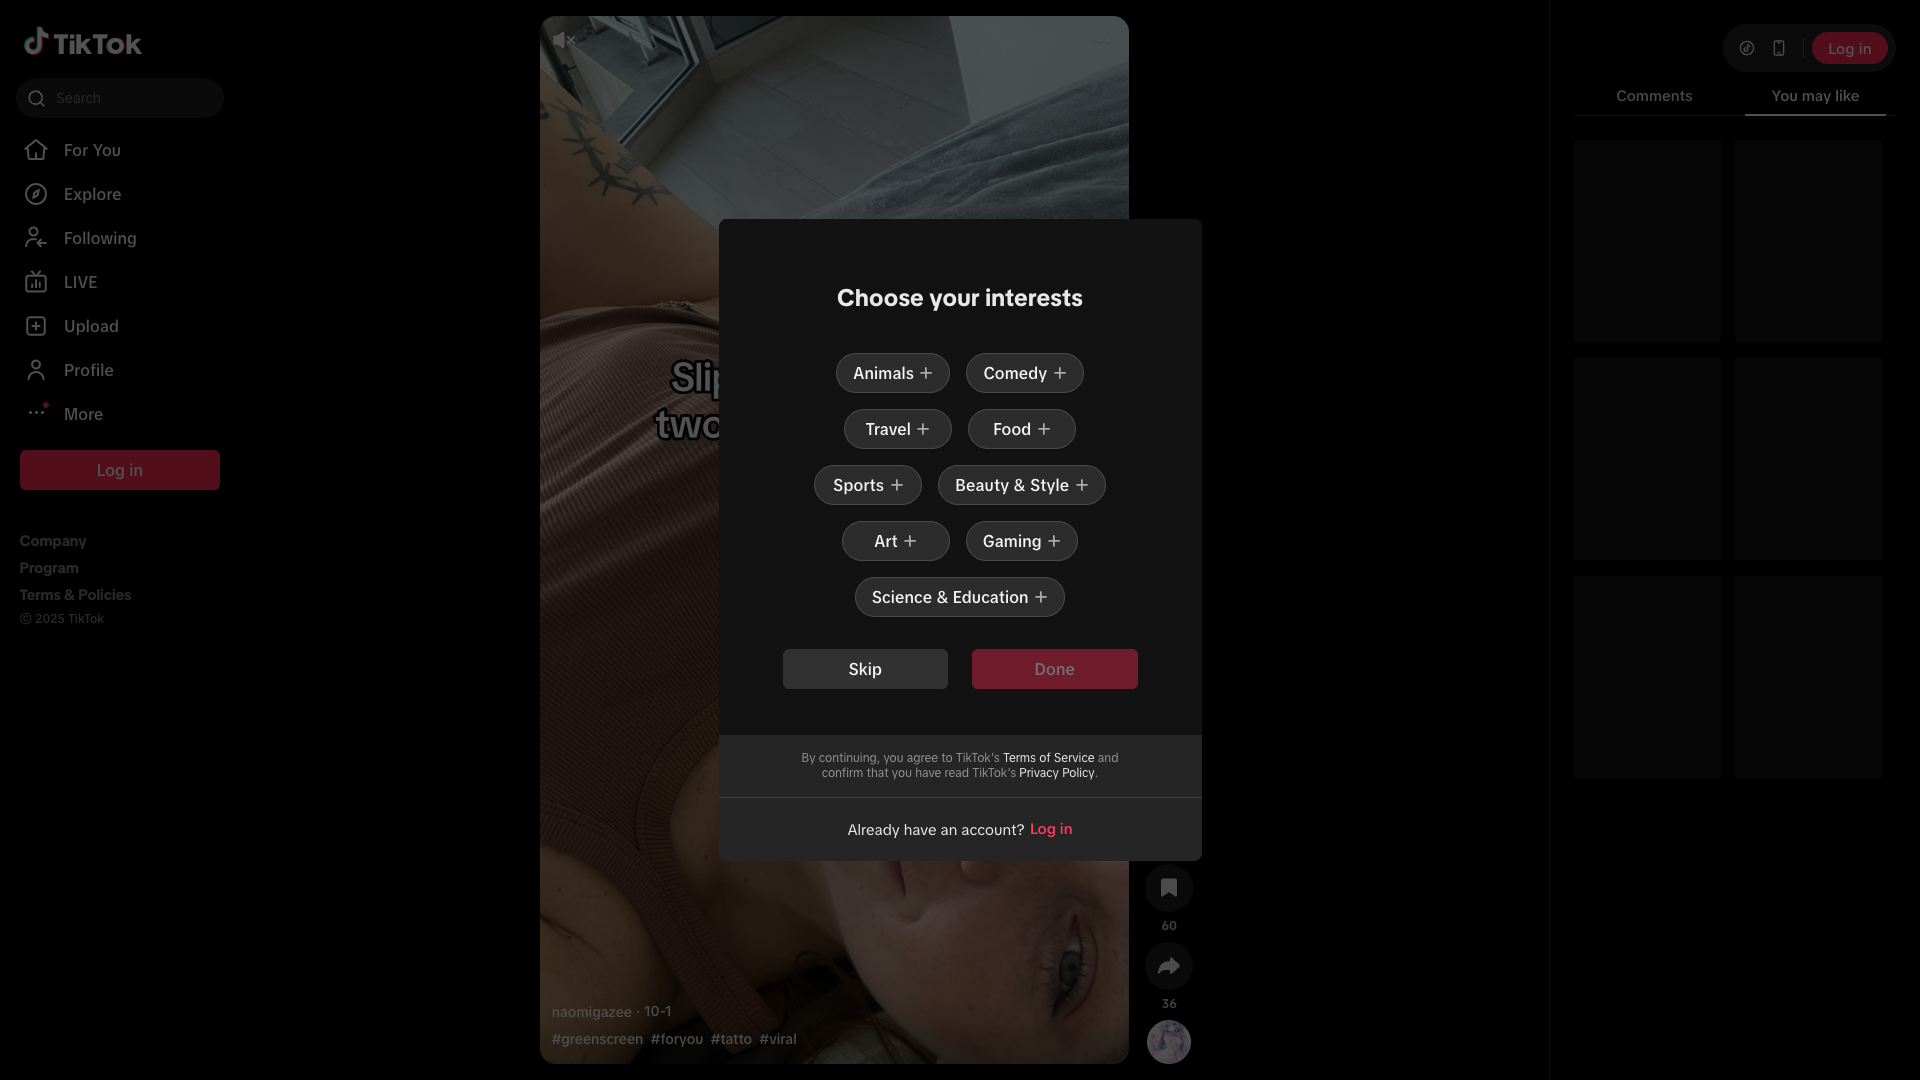 TikTok
Search
For You
Explore
Following
LIVE
Upload
Profile
More
Log in
Company
Program
Terms & Policies
© 2025 TikTok
two
naomigazee · 10-1
#greenscreen #foryou #tatto #viral
Choose your interests
Animals +
Comedy +
Travel +
Food +
Sports +
Beauty & Style +
Art +
Gaming +
Science & Education +
Skip
Done
By continuing, you agree to TikTok's Terms of Service and
confirm that you have read TikTok's Privacy Policy.
Already have an account? Log in
60
36
Log in
Comments
You may like